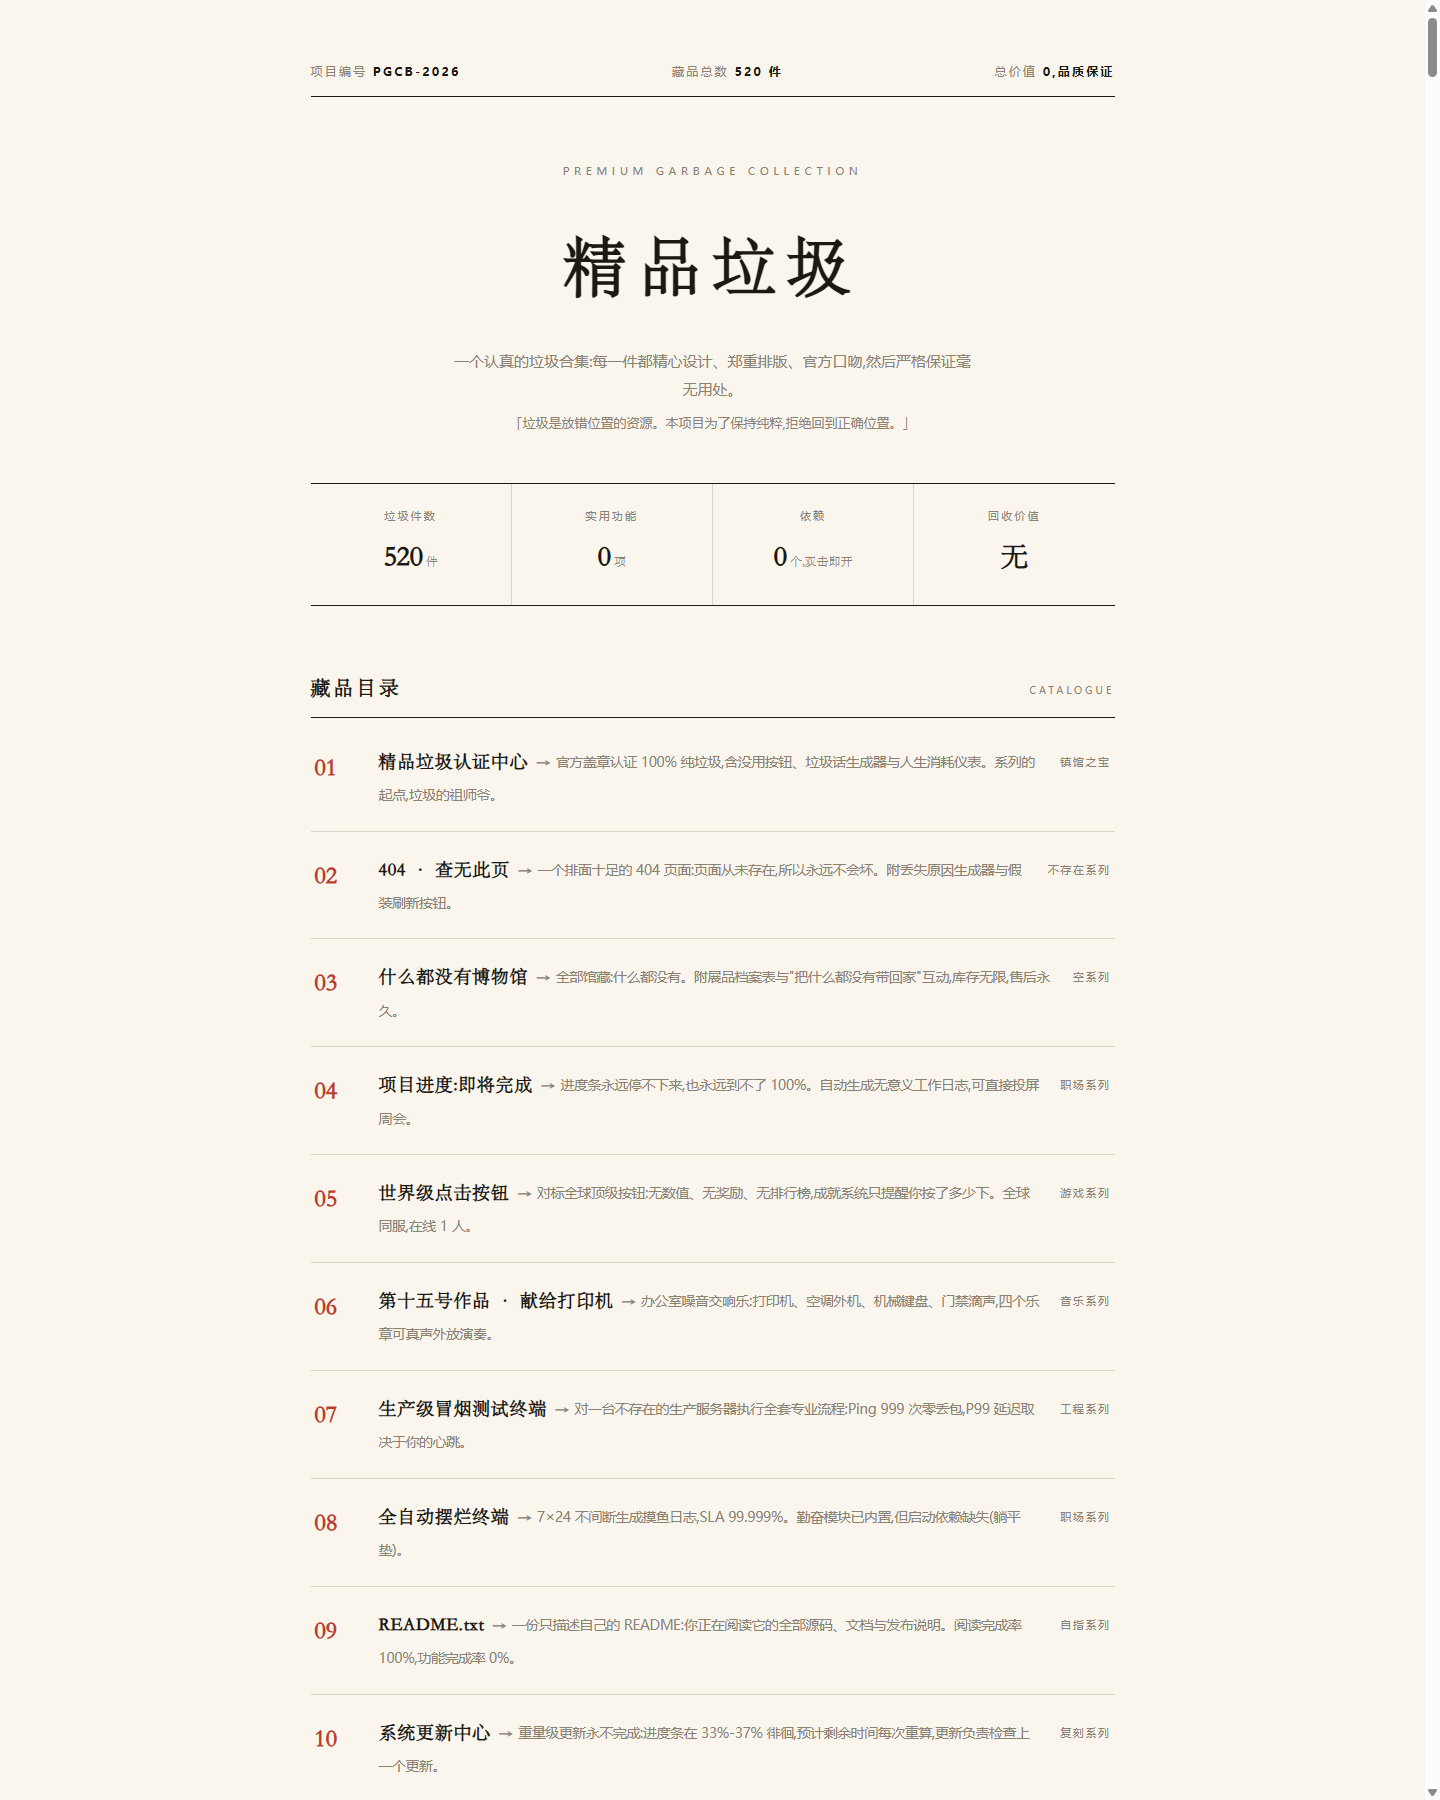 项目编号 PGCB-2026
藏品总数 520 件
总价值 0,品质保证
PREMIUM GARBAGE COLLECTION
精品垃圾
一个认真的垃圾合集:每一件都精心设计、郑重排版、官方口吻,然后严格保证毫
无用处。
「垃圾是放错位置的资源。本项目为了保持纯粹,拒绝回到正确位置。」
垃圾件数
520 件
实用功能
0 项
依赖
0 个,双击即开
回收价值
无
藏品目录
CATALOGUE
01 精品垃圾认证中心 → 官方盖章认证 100% 纯垃圾,含没用按钮、垃圾话生成器与人生消耗仪表。系列的 镇馆之宝
起点,垃圾的祖师爷。
02 404 · 查无此页 → 一个排面十足的 404 页面:页面从未存在,所以永远不会坏。附丢失原因生成器与假 不存在系列
装刷新按钮。
03 什么都没有博物馆 → 全部馆藏:什么都没有。附展品档案表与"把什么都没有带回家"互动,库存无限,售后永 空系列
久。
04 项目进度:即将完成 → 进度条永远停不下来,也永远到不了 100%。自动生成无意义工作日志,可直接投屏 职场系列
周会。
05 世界级点击按钮 → 对标全球顶级按钮:无数值、无奖励、无排行榜,成就系统只提醒你按了多少下。全球 游戏系列
同服,在线 1 人。
06 第十五号作品 · 献给打印机 → 办公室噪音交响乐:打印机、空调外机、机械键盘、门禁滴声,四个乐 音乐系列
章可真声外放演奏。
07 生产级冒烟测试终端 → 对一台不存在的生产服务器执行全套专业流程:Ping 999 次零丢包,P99 延迟取 工程系列
决于你的心跳。
08 全自动摆烂终端 → 7×24 不间断生成摸鱼日志,SLA 99.999%。勤奋模块已内置,但启动依赖缺失(躺平 职场系列
垫)。
09 README.txt → 一份只描述自己的 README:你正在阅读它的全部源码、文档与发布说明。阅读完成率 自指系列
100%,功能完成率 0%。
10 系统更新中心 → 重量级更新永不完成:进度条在 33%-37% 徘徊,预计剩余时间每次重算,更新负责检查上 复刻系列
一个更新。